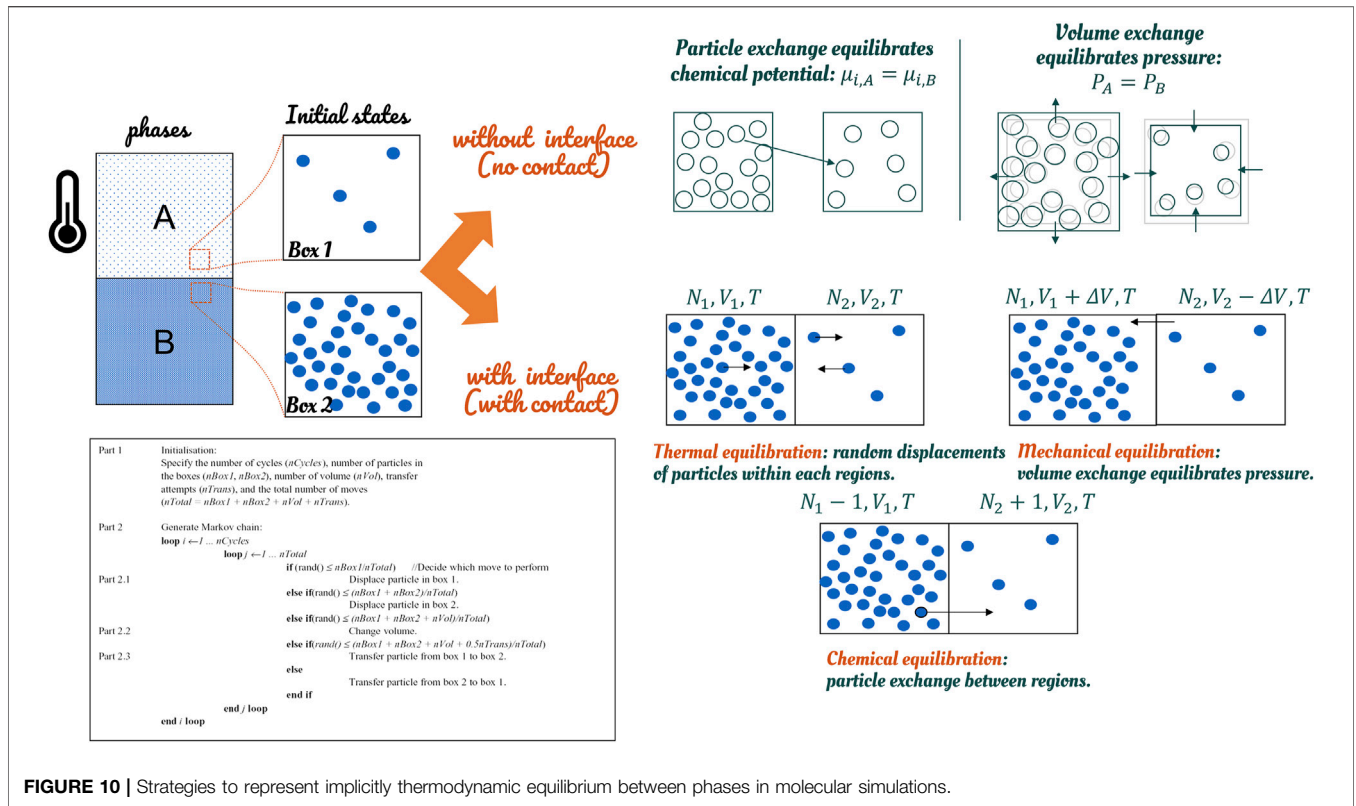 phases
A
B
Initial states
Box 1
Box 2
without interface
(no contact)
with interface
(with contact)
Particle exchange equilibrates
chemical potential: μᵢ,A = μᵢ,B
Volume exchange
equilibrates pressure:
P_A = P_B
N₁, V₁, T
N₂, V₂, T
N₁, V₁ + ΔV, T
N₂, V₂ − ΔV, T
Thermal equilibration: random displacements
of particles within each regions.
Mechanical equilibration:
volume exchange equilibrates pressure.
N₁ − 1, V₁, T
N₂ + 1, V₂, T
Chemical equilibration:
particle exchange between regions.
Part 1 Initialisation:
Specify the number of cycles (nCycles), number of particles in
the boxes (nBox1, nBox2), number of volume (nVol), transfer
attempts (nTrans), and the total number of moves
(nTotal = nBox1 + nBox2 + nVol + nTrans).
Part 2 Generate Markov chain:
loop i ←1 ... nCycles
loop j ←1 ... nTotal
if (rand() ≤ nBox1/nTotal) //Decide which move to perform
Part 2.1 Displace particle in box 1.
else if(rand() ≤ (nBox1 + nBox2)/nTotal)
Displace particle in box 2.
else if(rand() ≤ (nBox1 + nBox2 + nVol)/nTotal)
Part 2.2 Change volume.
else if(rand() ≤ (nBox1 + nBox2 + nVol + 0.5nTrans)/nTotal)
Part 2.3 Transfer particle from box 1 to box 2.
else
Transfer particle from box 2 to box 1.
end if
end j loop
end i loop
FIGURE 10 | Strategies to represent implicitly thermodynamic equilibrium between phases in molecular simulations.